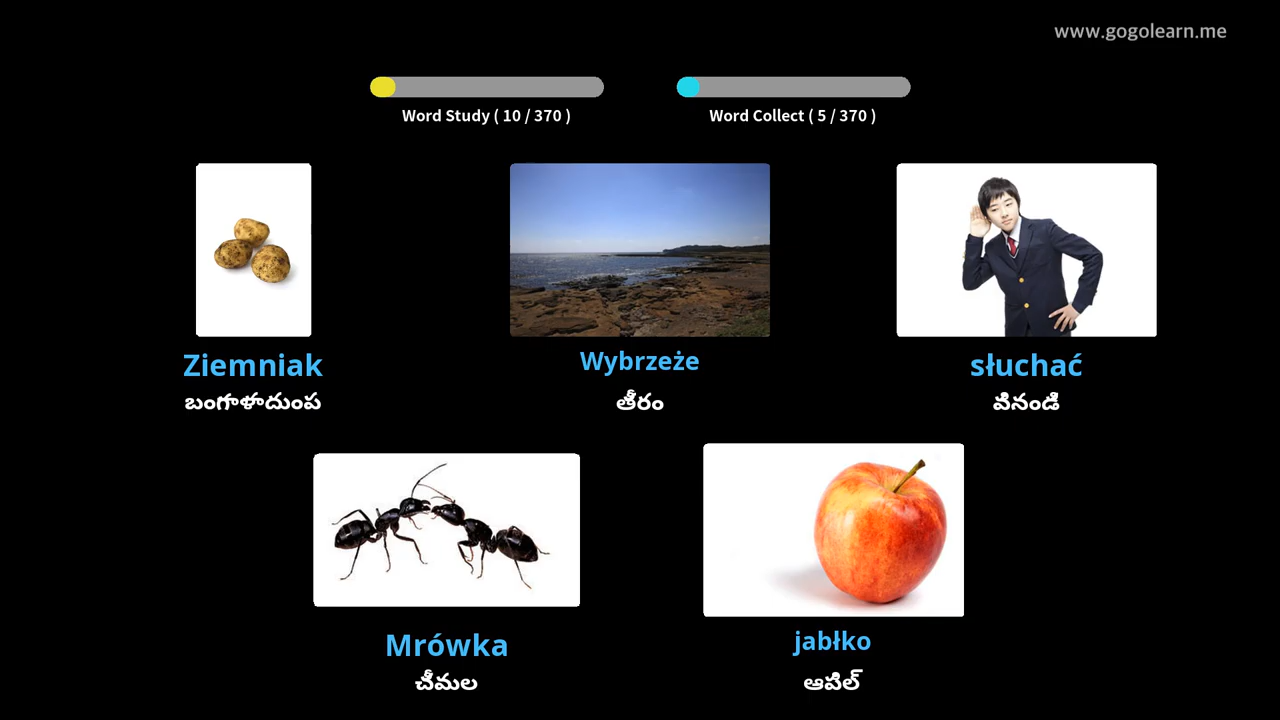 www.gogolearn.me
Word Study ( 10 / 370 )
Word Collect ( 5 / 370 )
Ziemniak
బంగాళాదుంప
Wybrzeże
తీరం
słuchać
వినండి
Mrówka
చీమల
jabłko
ఆపిల్